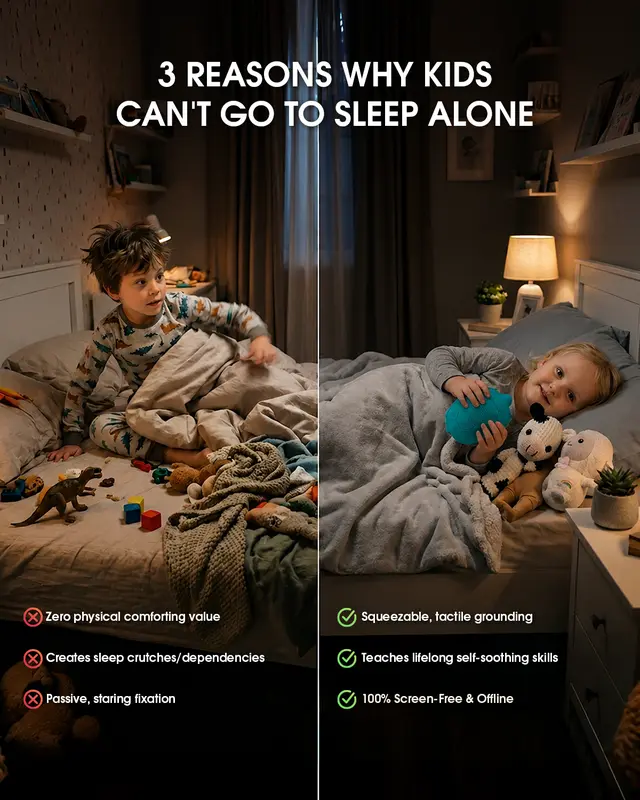 3 REASONS WHY KIDS
CAN'T GO TO SLEEP ALONE
Zero physical comforting value
Creates sleep crutches/dependencies
Passive, staring fixation
Squeezable, tactile grounding
Teaches lifelong self-soothing skills
100% Screen-Free & Offline